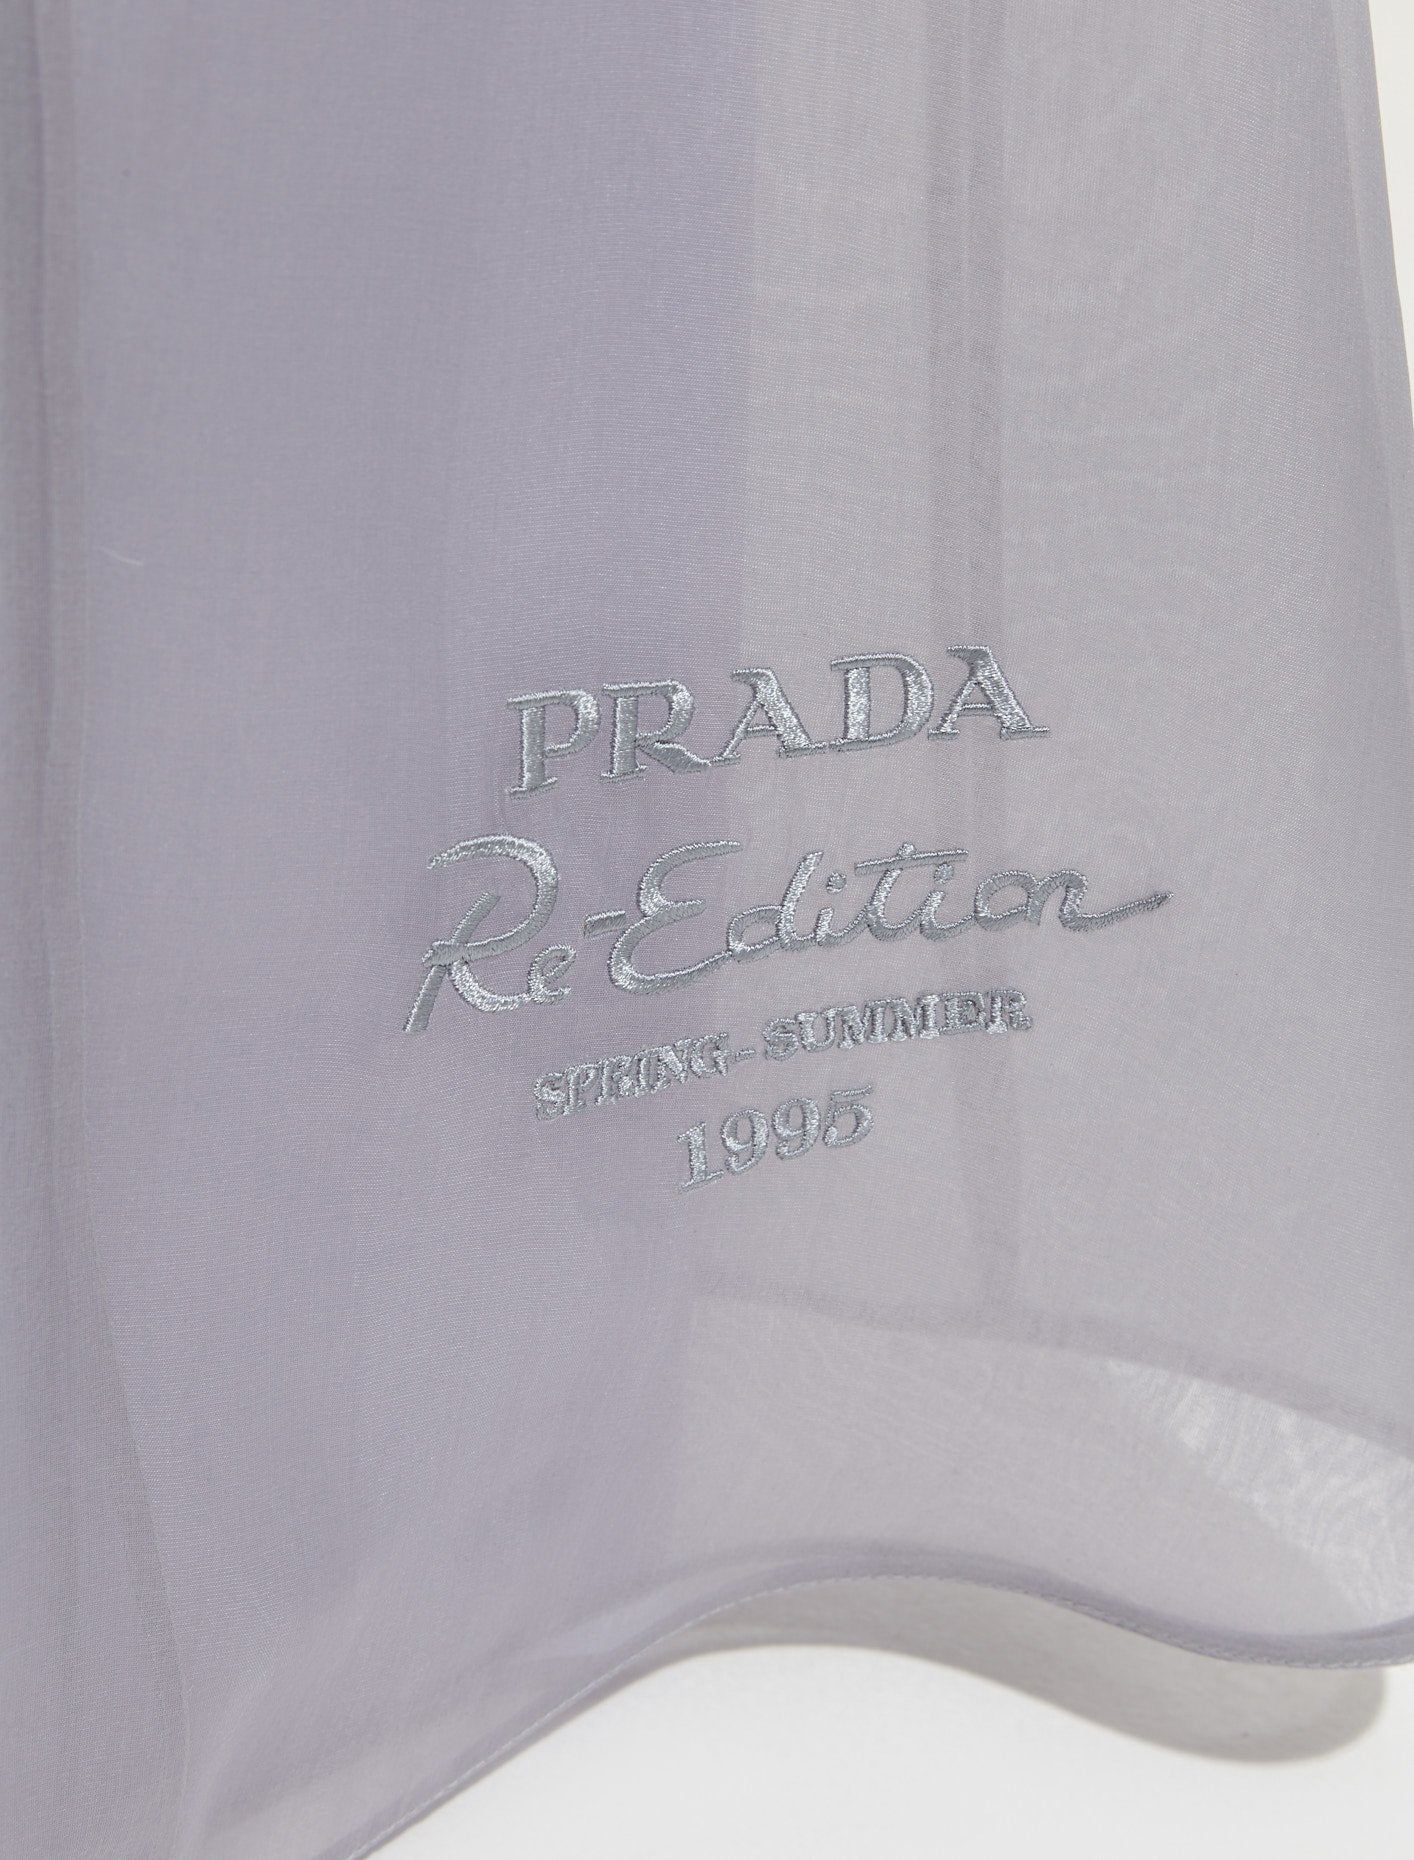 PRADA
Re-Edition
SPRING-SUMMER
1995